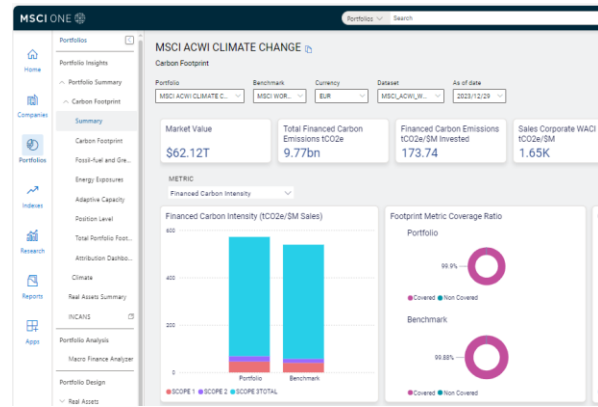 MSCI ONE
Portfolios
Search
Home
Companies
Portfolios
Indexes
Research
Reports
Apps
Portfolios
Portfolio Insights
Portfolio Summary
Carbon Footprint
Summary
Carbon Footprint
Fossil-fuel and Gre...
Energy Exposures
Adaptive Capacity
Position Level
Total Portfolio Foot...
Attribution Dashbo...
Climate
Real Assets Summary
INCANS
Portfolio Analysis
Macro Finance Analyzer
Portfolio Design
Real Assets
MSCI ACWI CLIMATE CHANGE
Carbon Footprint
Portfolio
MSCI ACWI CLIMATE C...
Benchmark
MSCI WOR...
Currency
EUR
Dataset
MSCI_ACWI_W...
As of date
2023/12/29
Market Value
$62.12T
Total Financed Carbon
Emissions tCO2e
9.77bn
Financed Carbon Emissions
tCO2e/$M Invested
173.74
Sales Corporate WACI
tCO2e/$M
1.65K
METRIC
Financed Carbon Intensity
Financed Carbon Intensity (tCO2e/$M Sales)
600
400
200
0
Portfolio
Benchmark
SCOPE 1 SCOPE 2 SCOPE 3TOTAL
Footprint Metric Coverage Ratio
Portfolio
99.9%
Covered Non Covered
Benchmark
99.88%
Covered Non Covered